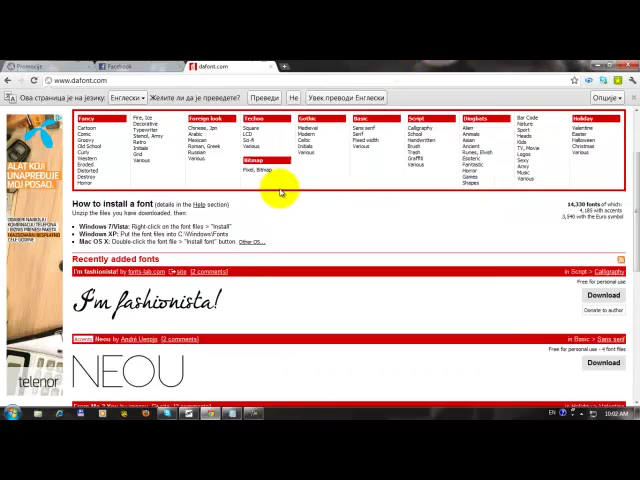 Promocije
Facebook
dafont.com
www.dafont.com
Ова страница је на језику: Енглески Желите ли да је преведете? Преведи Не Увек преводи Енглески Опције
Fancy
Cartoon
Comic
Groovy
Old School
Curly
Western
Eroded
Distorted
Destroy
Horror
Fire, Ice
Decorative
Typewriter
Stencil, Army
Retro
Initials
Grid
Various
Foreign look
Chinese, Jpn
Arabic
Mexican
Roman, Greek
Russian
Various
Techno
Square
LCD
Sci-fi
Various
Bitmap
Pixel, Bitmap
Gothic
Medieval
Modern
Celtic
Initials
Various
Basic
Sans serif
Serif
Fixed width
Various
Script
Calligraphy
School
Handwritten
Brush
Trash
Graffiti
Various
Dingbats
Alien
Animals
Asian
Ancient
Runes, Elvish
Esoteric
Fantastic
Horror
Games
Shapes
Bar Code
Nature
Sport
Heads
Kids
TV, Movie
Logos
Sexy
Army
Music
Various
Holiday
Valentine
Easter
Halloween
Christmas
Various
ALAT KOJI
UNAPREĐUJE
MOJ POSAO.
telenor
How to install a font (details in the Help section)
Unzip the files you have downloaded, then:
• Windows 7/Vista: Right-click on the font files > "Install"
• Windows XP: Put the font files into C:\Windows\Fonts
• Mac OS X: Double-click the font file > "Install font" button. Other OS...
14,330 fonts of which:
4,185 with accents
3,540 with the Euro symbol
Recently added fonts
I'm fashionista! by fonts-lab.com site [2 comments] in Script > Calligraphy
Free for personal use
I'm fashionista!
Download
Donate to author
Accents Neou by André Uenojo [2 comments] in Basic > Sans serif
Free for personal use - 4 font files
NEOU
Download
EN
10:02 AM